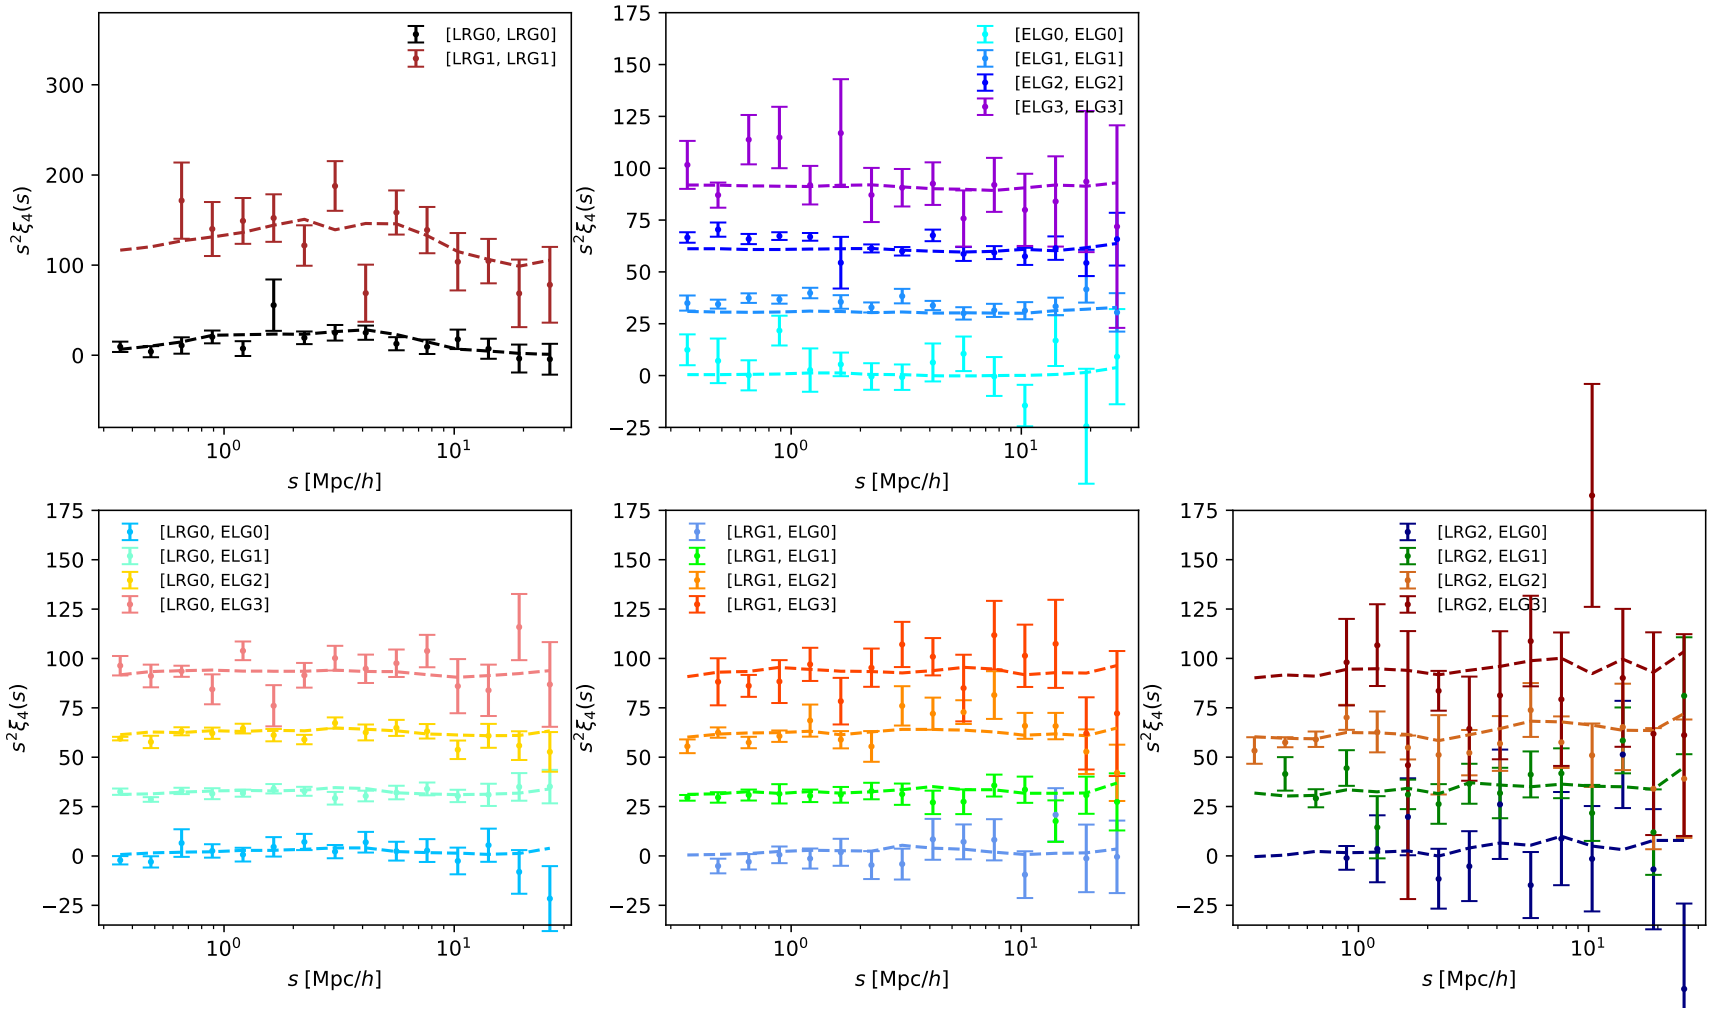 [LRG0, LRG0]
[LRG1, LRG1]
300
200
100
0
s²ξ₄(s)
10⁰
10¹
s [Mpc/h]
[ELG0, ELG0]
[ELG1, ELG1]
[ELG2, ELG2]
[ELG3, ELG3]
175
150
125
100
75
50
25
0
−25
s²ξ₄(s)
10⁰
10¹
s [Mpc/h]
[LRG0, ELG0]
[LRG0, ELG1]
[LRG0, ELG2]
[LRG0, ELG3]
175
150
125
100
75
50
25
0
−25
s²ξ₄(s)
10⁰
10¹
s [Mpc/h]
[LRG1, ELG0]
[LRG1, ELG1]
[LRG1, ELG2]
[LRG1, ELG3]
175
150
125
100
75
50
25
0
−25
s²ξ₄(s)
10⁰
10¹
s [Mpc/h]
[LRG2, ELG0]
[LRG2, ELG1]
[LRG2, ELG2]
[LRG2, ELG3]
175
150
125
100
75
50
25
0
−25
s²ξ₄(s)
10⁰
10¹
s [Mpc/h]